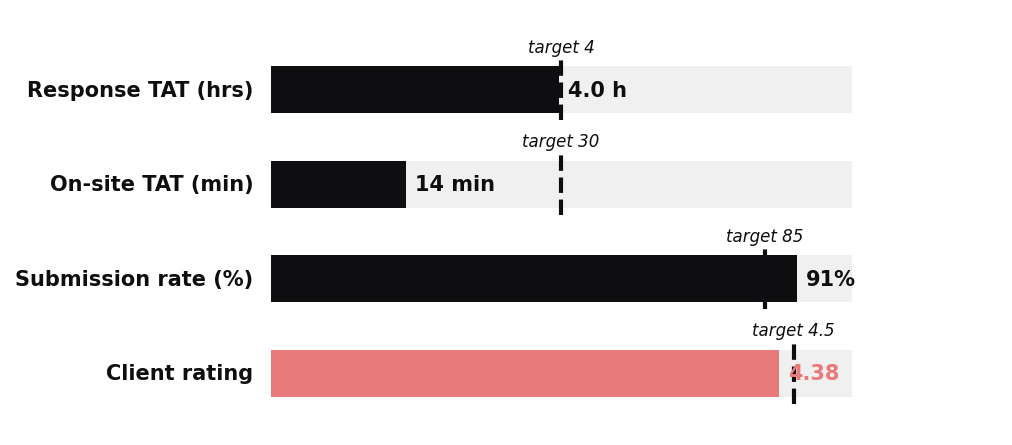 target 4
Response TAT (hrs) 4.0 h
target 30
On-site TAT (min) 14 min
target 85
Submission rate (%) 91%
target 4.5
Client rating 4.38